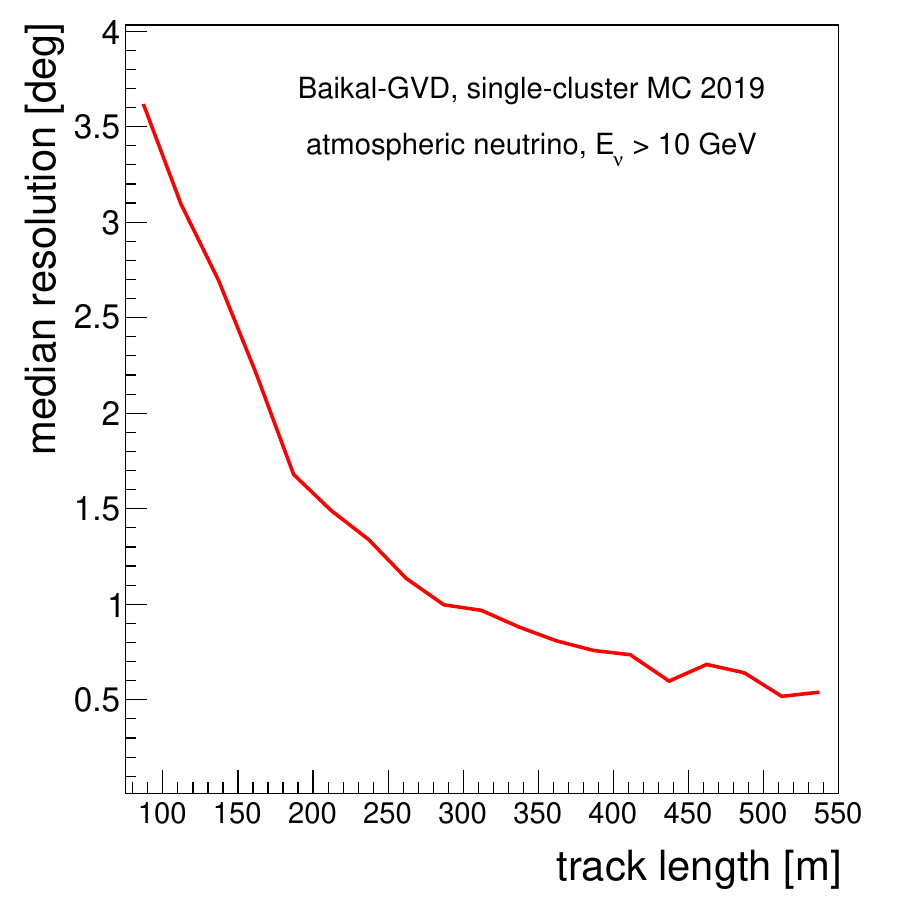 4
3.5
3
2.5
2
1.5
1
0.5
median resolution [deg]
Baikal-GVD, single-cluster MC 2019
atmospheric neutrino, Eν > 10 GeV
100 150 200 250 300 350 400 450 500 550
track length [m]